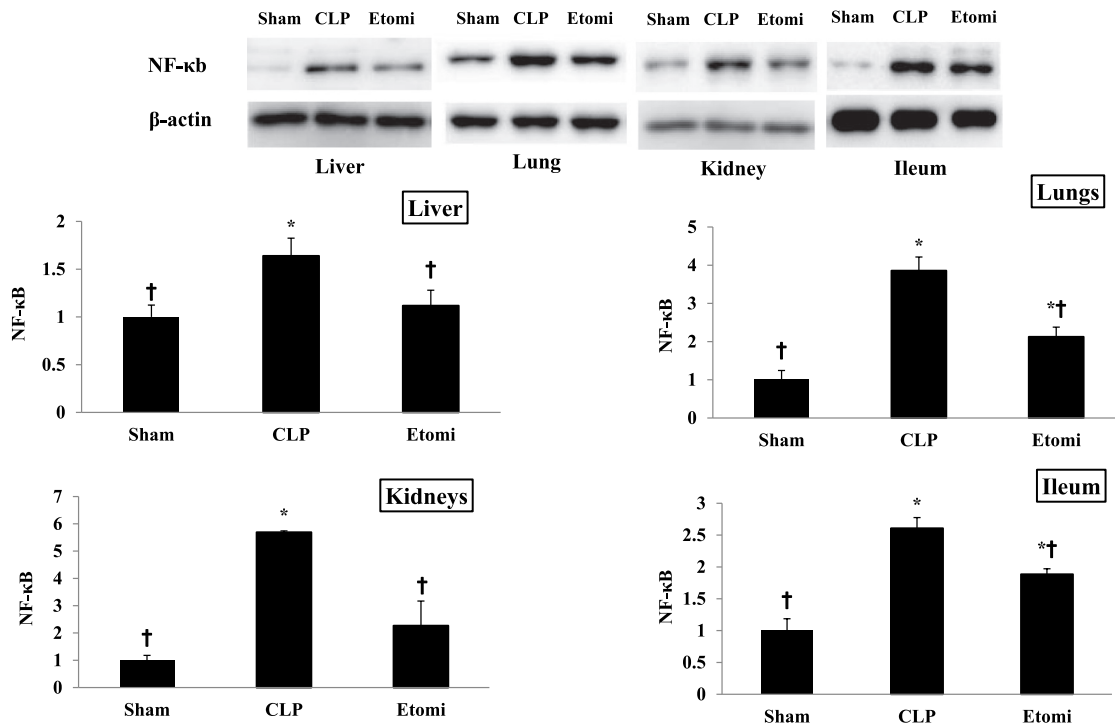 Sham CLP Etomi Sham CLP Etomi Sham CLP Etomi Sham CLP Etomi
NF-κb
β-actin
Liver Lung Kidney Ileum
Liver
2
1.5
1
0.5
0
NF-κB
†
*
†
Sham CLP Etomi
Lungs
5
4
3
2
1
0
NF-κB
†
*
*†
Sham CLP Etomi
Kidneys
7
6
5
4
3
2
1
0
NF-κB
†
*
†
Sham CLP Etomi
Ileum
3
2.5
2
1.5
1
0.5
0
NF-κB
†
*
*†
Sham CLP Etomi